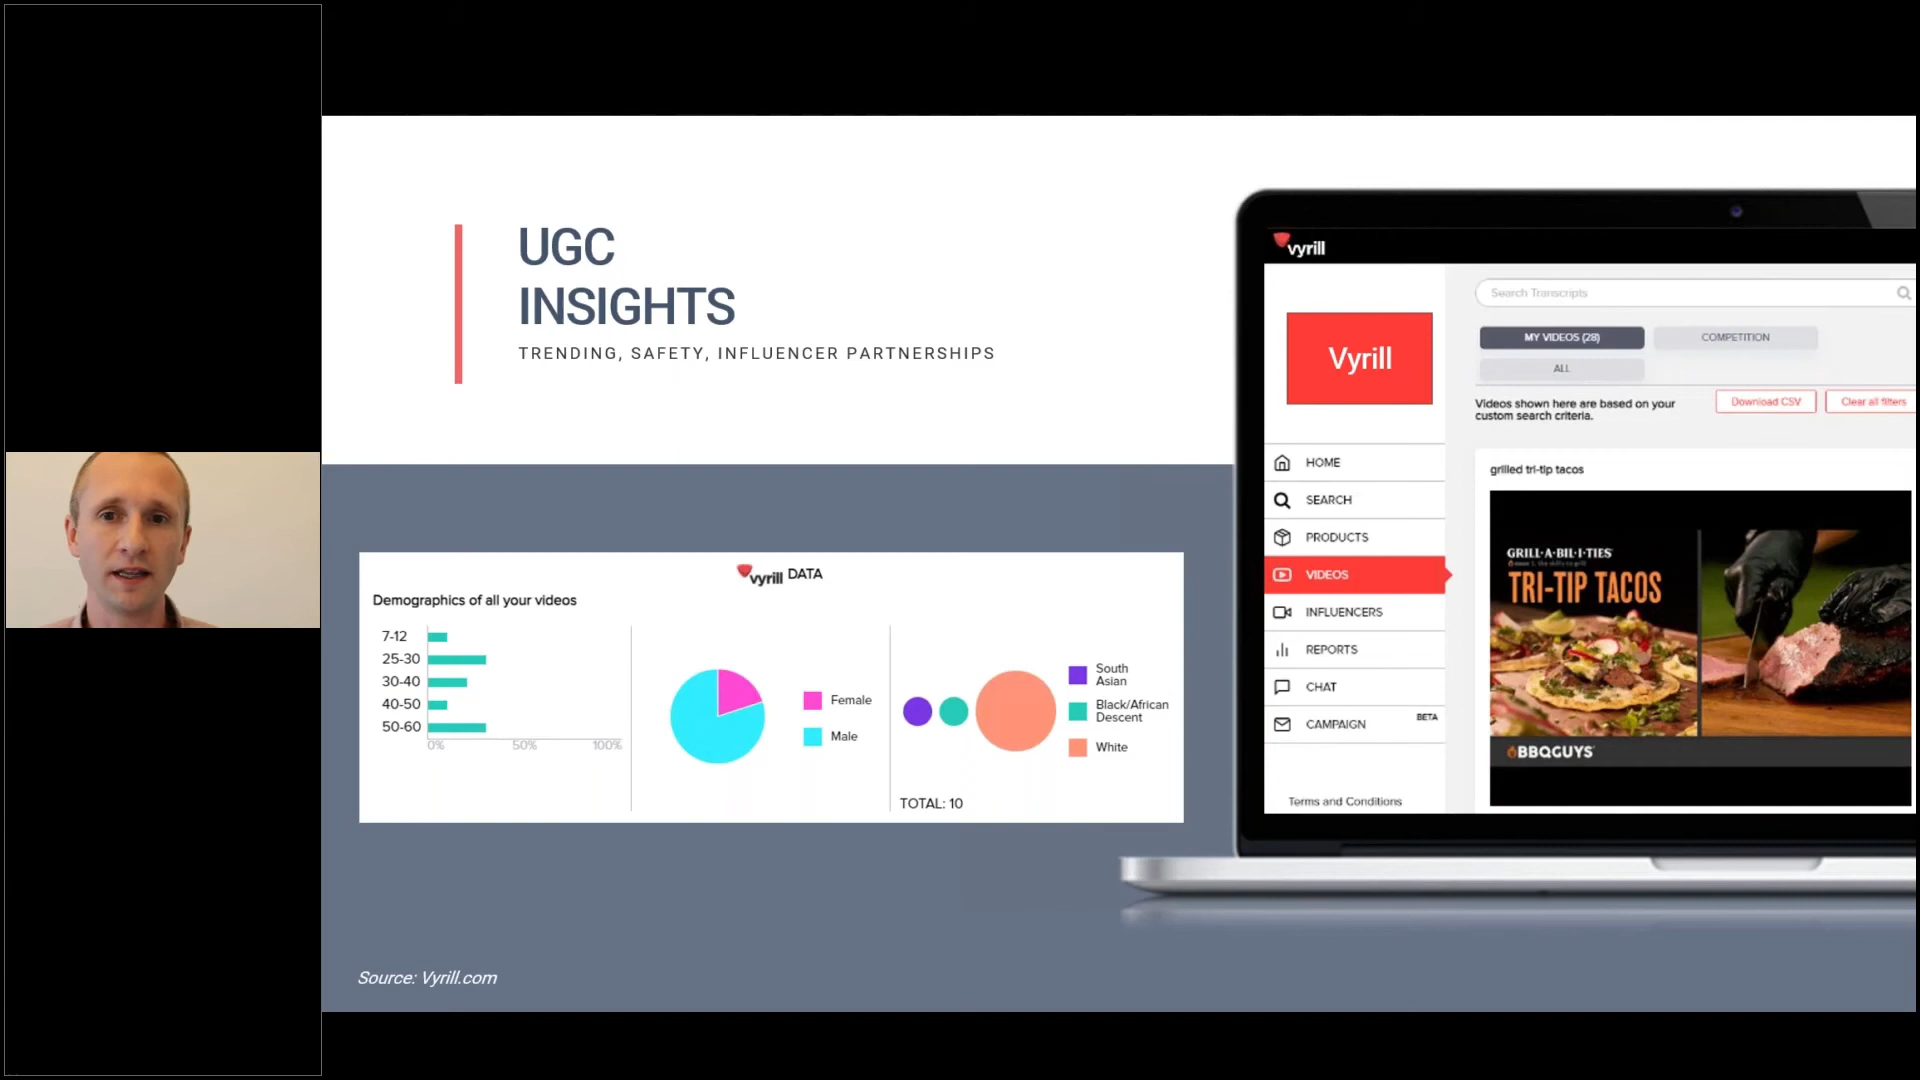 UGC
INSIGHTS
TRENDING, SAFETY, INFLUENCER PARTNERSHIPS
vyrill DATA
Demographics of all your videos
7-12
25-30
30-40
40-50
50-60
0% 50% 100%
Female
Male
South
Asian
Black/African
Descent
White
TOTAL: 10
Source: Vyrill.com
vyrill
Vyrill
HOME
SEARCH
PRODUCTS
VIDEOS
INFLUENCERS
REPORTS
CHAT
CAMPAIGN BETA
Terms and Conditions
Search Transcripts
MY VIDEOS (28) COMPETITION
ALL
Videos shown here are based on your
custom search criteria.
Download CSV Clear all filters
grilled tri-tip tacos
GRILL·A·BIL·I·TIES
TRI-TIP TACOS
BBQGUYS